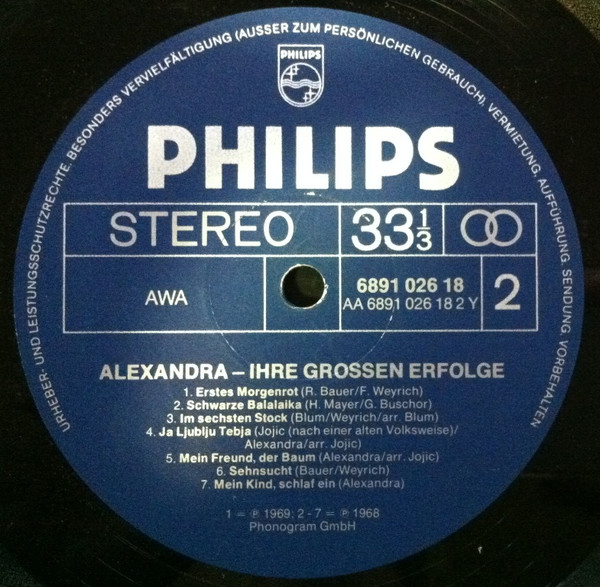 URHEBER- UND LEISTUNGSSCHUTZRECHTE, BESONDERS VERVIELFÄLTIGUNG (AUSSER ZUM PERSÖNLICHEN GEBRAUCH), VERMIETUNG, AUFFÜHRUNG, SENDUNG, VORBEHALTEN
PHILIPS
PHILIPS
STEREO 33 1/3
AWA 6891 026 18
AA 6891 026 18 2 Y 2
ALEXANDRA – IHRE GROSSEN ERFOLGE
1. Erstes Morgenrot (R. Bauer/F. Weyrich)
2. Schwarze Balalaika (H. Mayer/G. Buschor)
3. Im sechsten Stock (Blum/Weyrich/arr. Blum)
4. Ja Ljublju Tebja (Jojic (nach einer alten Volksweise)/
Alexandra/arr. Jojic)
5. Mein Freund, der Baum (Alexandra/arr. Jojic)
6. Sehnsucht (Bauer/Weyrich)
7. Mein Kind, schlaf ein (Alexandra)
1 = ℗ 1969; 2 - 7 = ℗ 1968
Phonogram GmbH